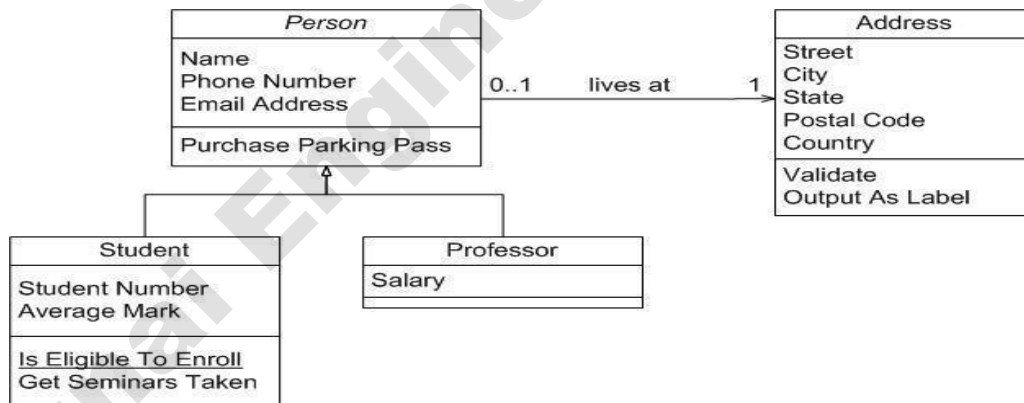 Person
Name
Phone Number
Email Address
Purchase Parking Pass
0..1 lives at 1
Address
Street
City
State
Postal Code
Country
Validate
Output As Label
Student
Student Number
Average Mark
Is Eligible To Enroll
Get Seminars Taken
Professor
Salary